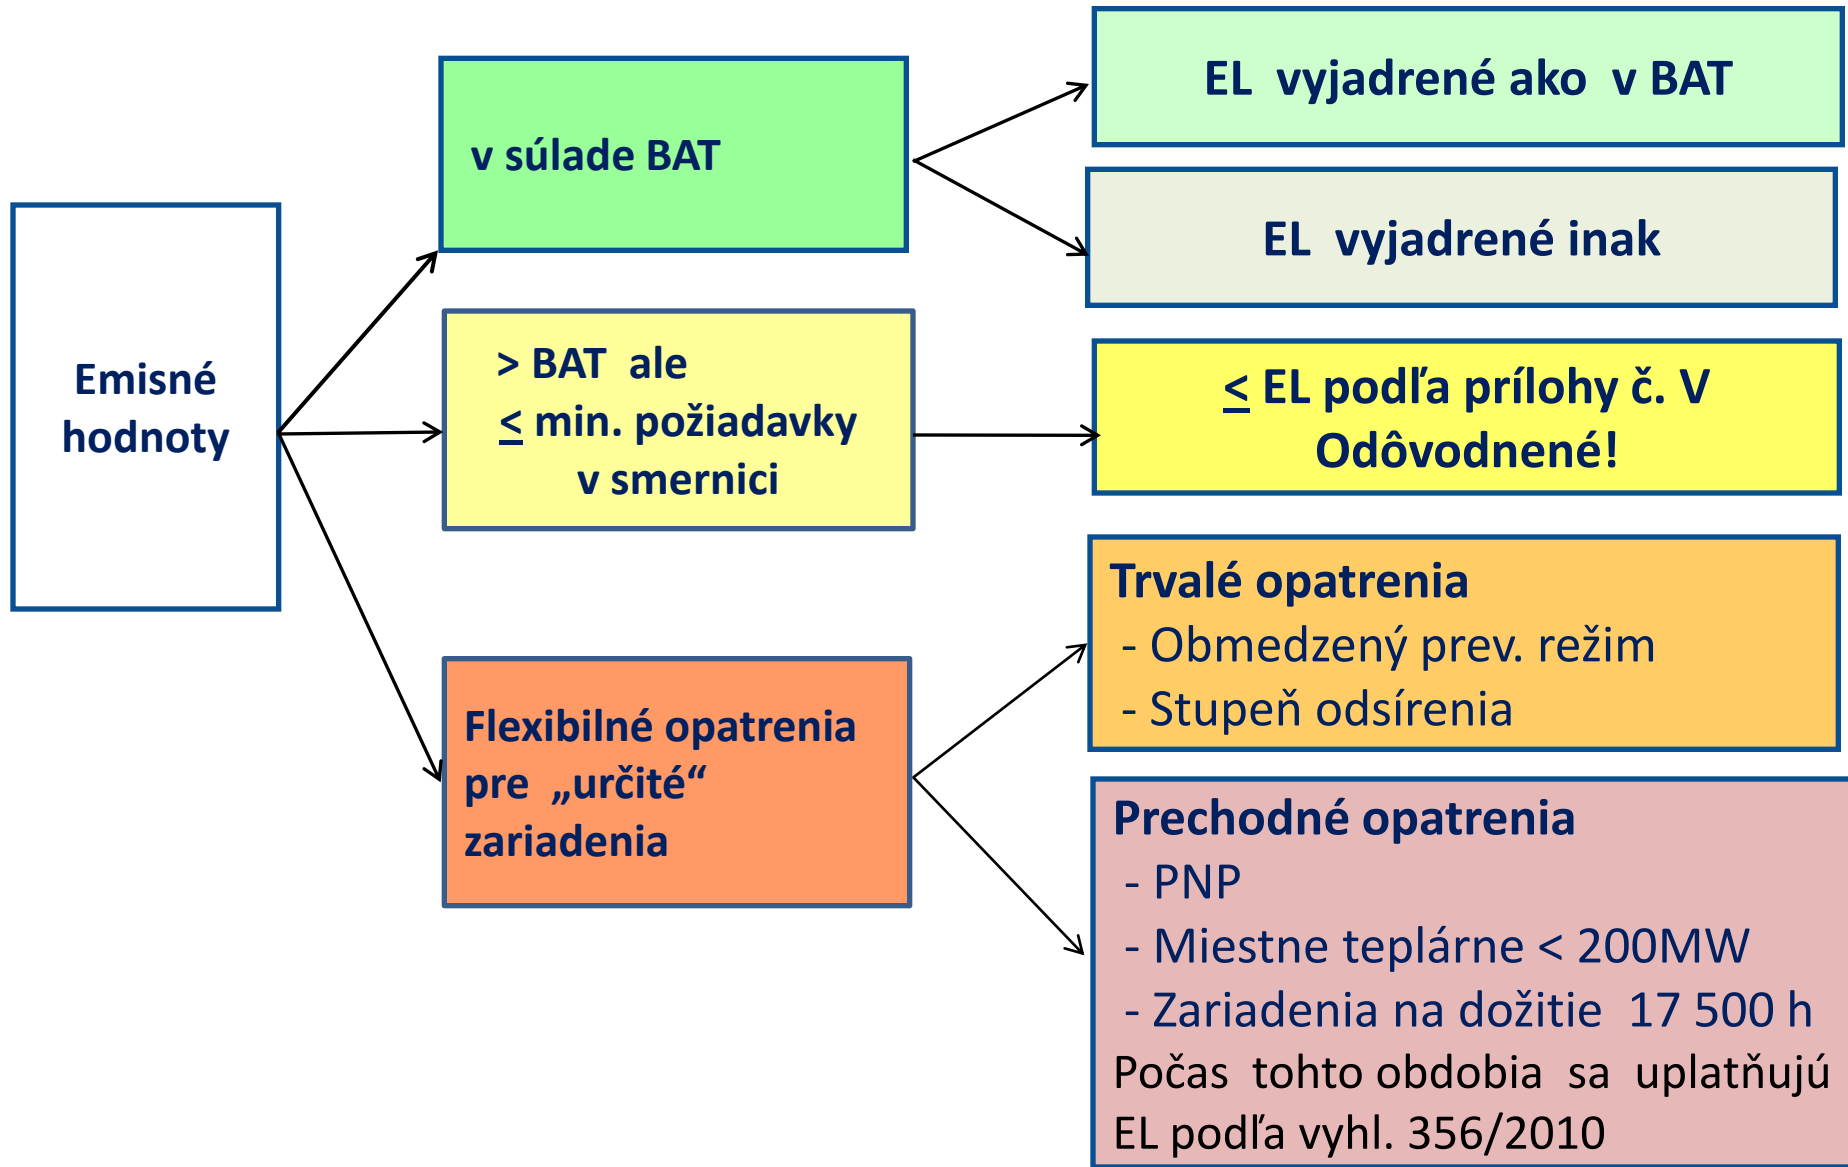 Emisné
hodnoty
v súlade BAT
> BAT ale
≤ min. požiadavky
v smernici
Flexibilné opatrenia
pre „určité“
zariadenia
EL vyjadrené ako v BAT
EL vyjadrené inak
≤ EL podľa prílohy č. V
Odôvodnené!
Trvalé opatrenia
- Obmedzený prev. režim
- Stupeň odsírenia
Prechodné opatrenia
- PNP
- Miestne teplárne < 200MW
- Zariadenia na dožitie 17 500 h
Počas tohto obdobia sa uplatňujú
EL podľa vyhl. 356/2010